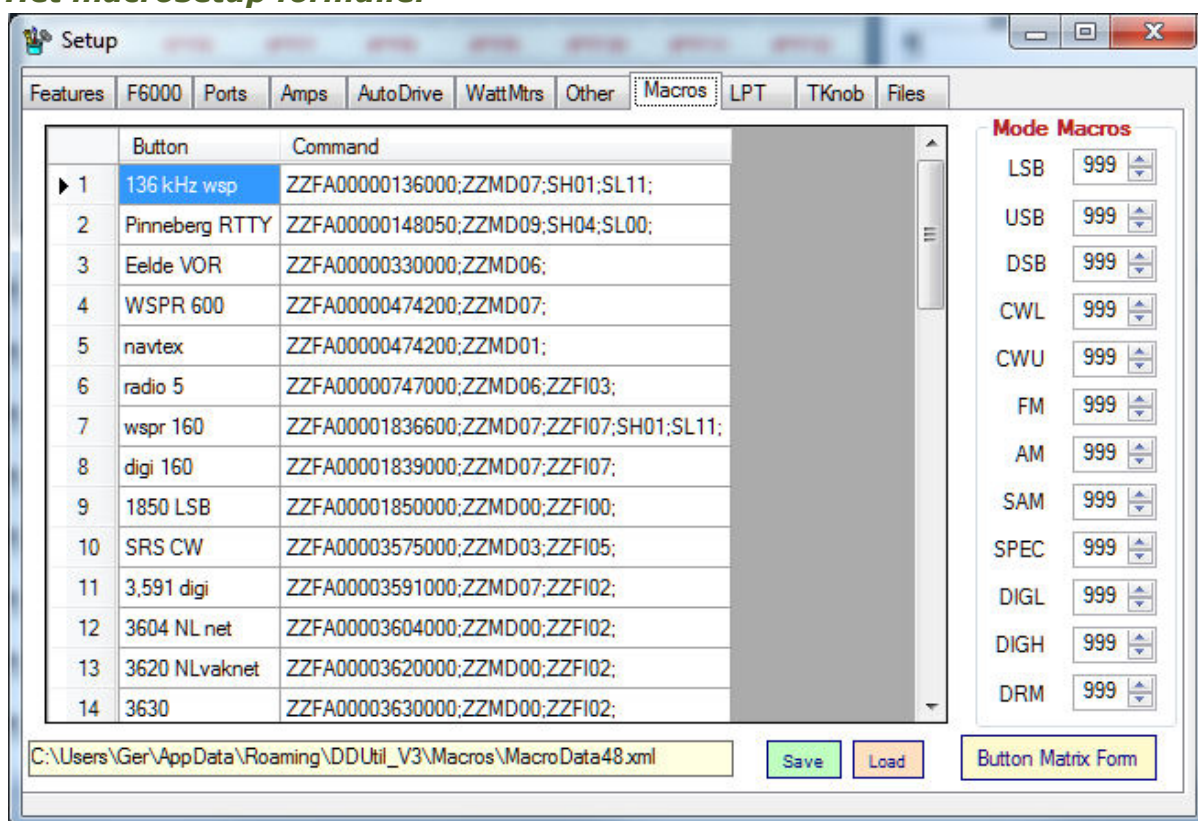 Het macroSetup formulier
Setup
Features F6000 Ports Amps AutoDrive WattMtrs Other Macros LPT TKnob Files
Button Command
1 136 kHz wsp ZZFA00000136000;ZZMD07;SH01;SL11;
2 Pinneberg RTTY ZZFA00000148050;ZZMD09;SH04;SL00;
3 Eelde VOR ZZFA00000330000;ZZMD06;
4 WSPR 600 ZZFA00000474200;ZZMD07;
5 navtex ZZFA00000474200;ZZMD01;
6 radio 5 ZZFA00000747000;ZZMD06;ZZFI03;
7 wspr 160 ZZFA00001836600;ZZMD07;ZZFI07;SH01;SL11;
8 digi 160 ZZFA00001839000;ZZMD07;ZZFI07;
9 1850 LSB ZZFA00001850000;ZZMD00;ZZFI00;
10 SRS CW ZZFA00003575000;ZZMD03;ZZFI05;
11 3,591 digi ZZFA00003591000;ZZMD07;ZZFI02;
12 3604 NL net ZZFA00003604000;ZZMD00;ZZFI02;
13 3620 NLvaknet ZZFA00003620000;ZZMD00;ZZFI02;
14 3630 ZZFA00003630000;ZZMD00;ZZFI02;
Mode Macros
LSB 999
USB 999
DSB 999
CWL 999
CWU 999
FM 999
AM 999
SAM 999
SPEC 999
DIGL 999
DIGH 999
DRM 999
C:\Users\Ger\AppData\Roaming\DDUtil_V3\Macros\MacroData48.xml Save Load Button Matrix Form